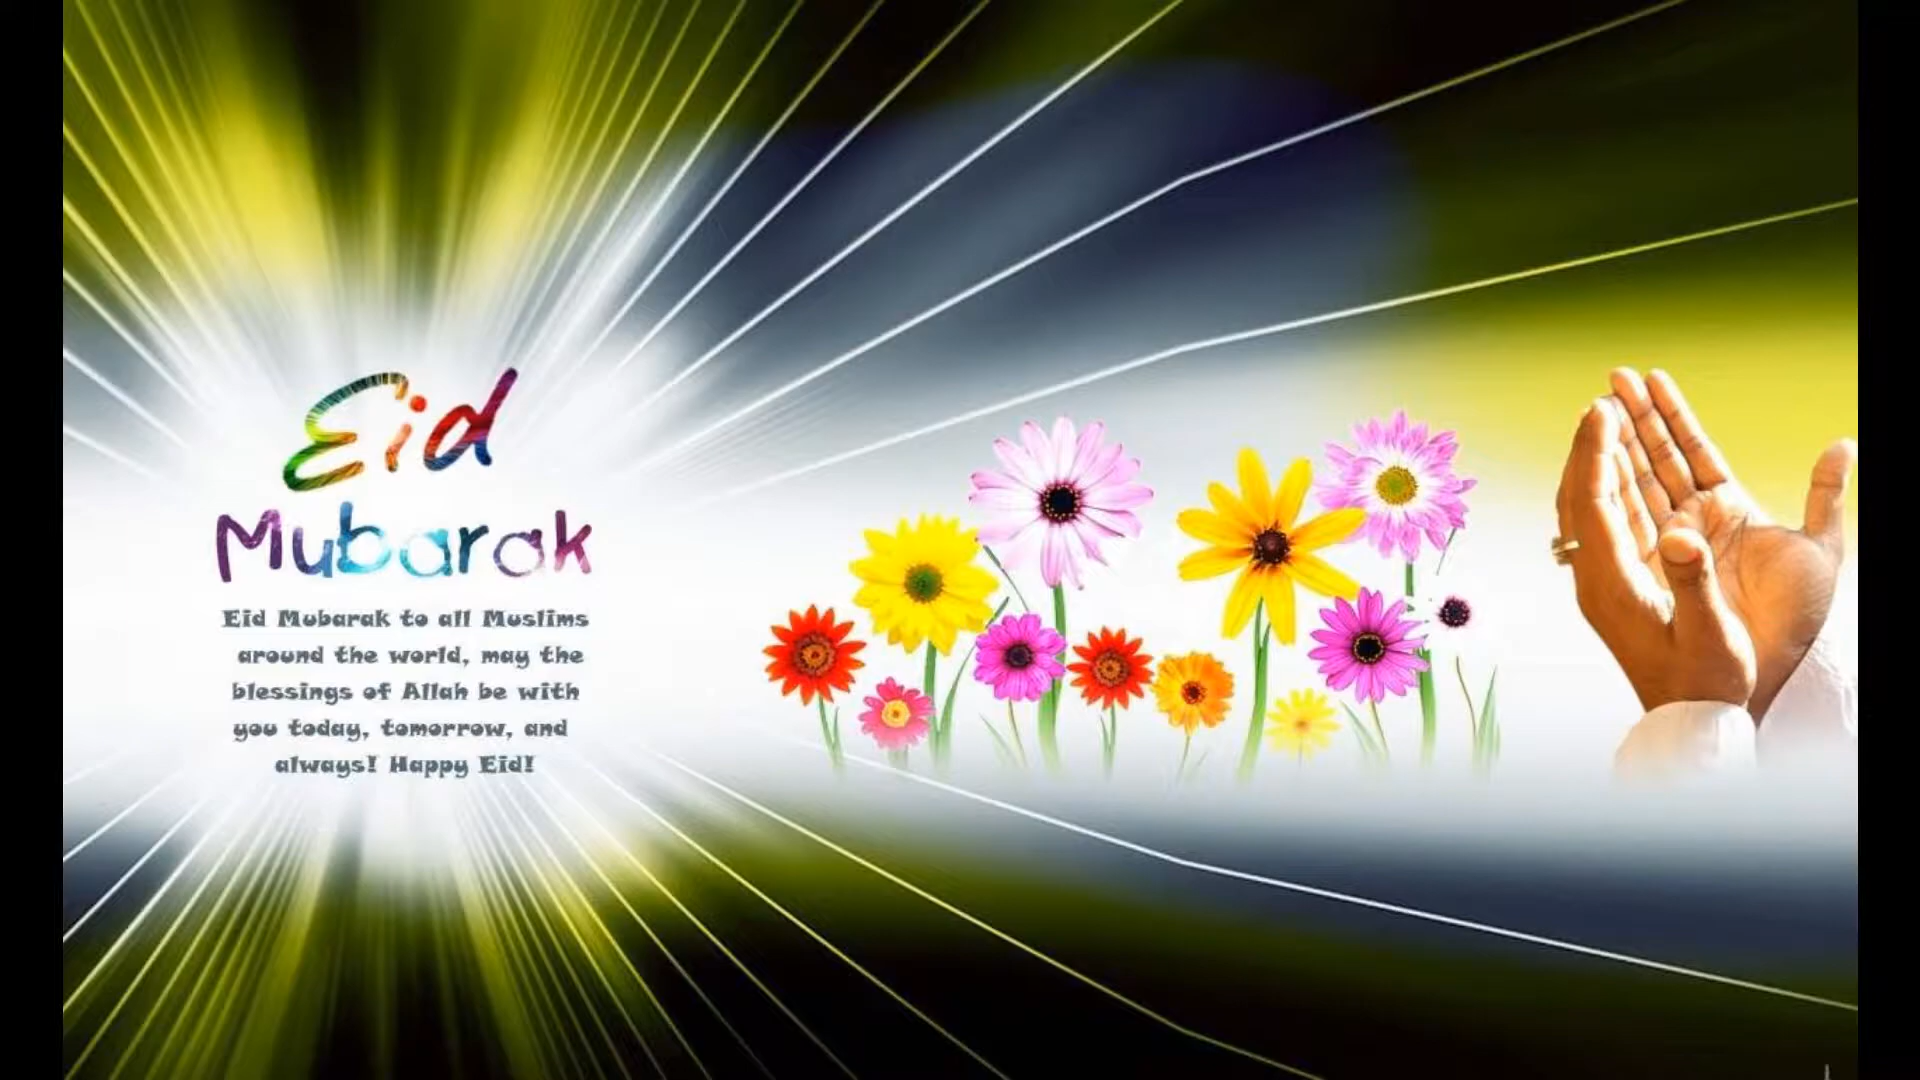 Eid
Mubarak
Eid Mubarak to all Muslims
around the world, may the
blessings of Allah be with
you today, tomorrow, and
always! Happy Eid!